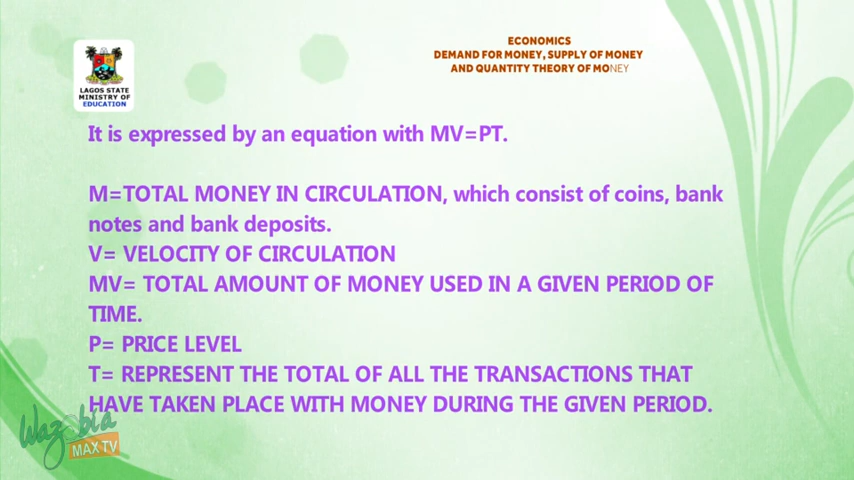 ECONOMICS
DEMAND FOR MONEY, SUPPLY OF MONEY
AND QUANTITY THEORY OF MONEY
LAGOS STATE
MINISTRY OF
EDUCATION
It is expressed by an equation with MV=PT.
M=TOTAL MONEY IN CIRCULATION, which consist of coins, bank
notes and bank deposits.
V= VELOCITY OF CIRCULATION
MV= TOTAL AMOUNT OF MONEY USED IN A GIVEN PERIOD OF
TIME.
P= PRICE LEVEL
T= REPRESENT THE TOTAL OF ALL THE TRANSACTIONS THAT
HAVE TAKEN PLACE WITH MONEY DURING THE GIVEN PERIOD.
Wazobia
MAX TV